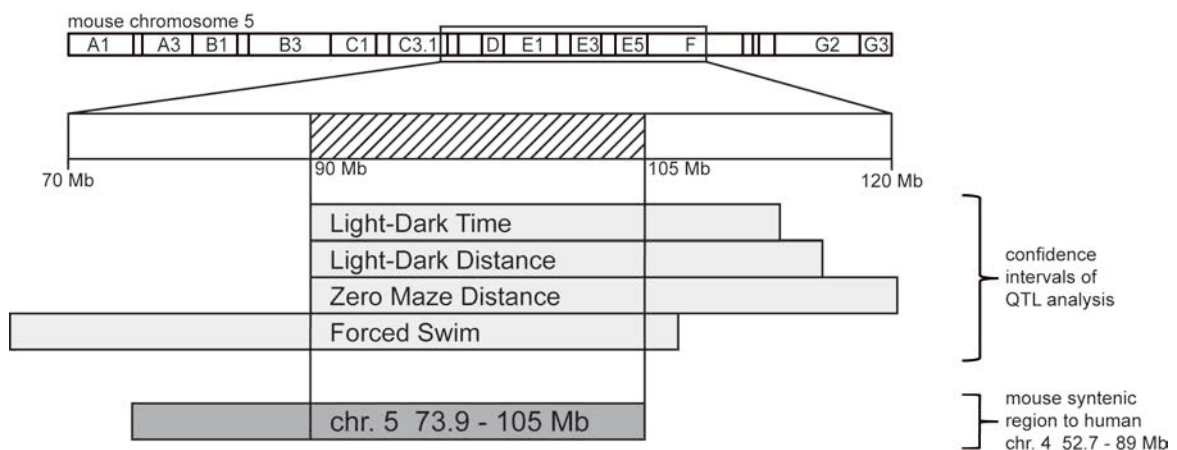 mouse chromosome 5
A1 A3 B1 B3 C1 C3.1 D E1 E3 E5 F G2 G3
90 Mb 105 Mb
70 Mb 120 Mb
Light-Dark Time
Light-Dark Distance
Zero Maze Distance
Forced Swim
confidence
intervals of
QTL analysis
chr. 5 73.9 - 105 Mb
mouse syntenic
region to human
chr. 4 52.7 - 89 Mb